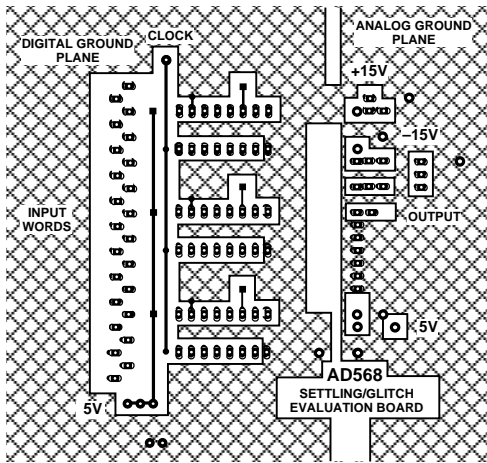 DIGITAL GROUND
PLANE
CLOCK
ANALOG GROUND
PLANE
+15V
–15V
INPUT
WORDS
OUTPUT
5V
5V
AD568
SETTLING/GLITCH
EVALUATION BOARD